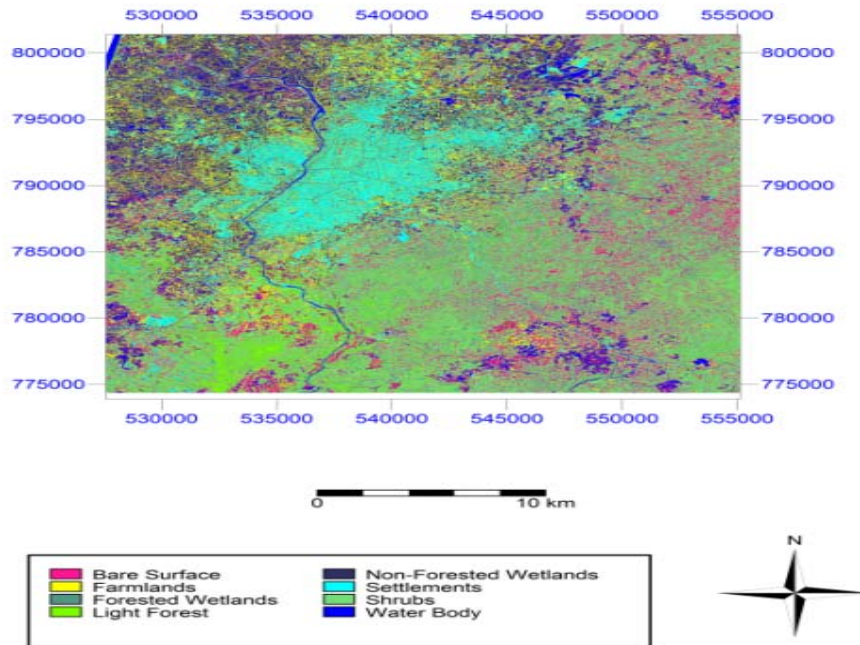 530000 535000 540000 545000 550000 555000
800000 800000
795000 795000
790000 790000
785000 785000
780000 780000
775000 775000
530000 535000 540000 545000 550000 555000
0 10 km
N
Bare Surface Non-Forested Wetlands
Farmlands Settlements
Forested Wetlands Shrubs
Light Forest Water Body